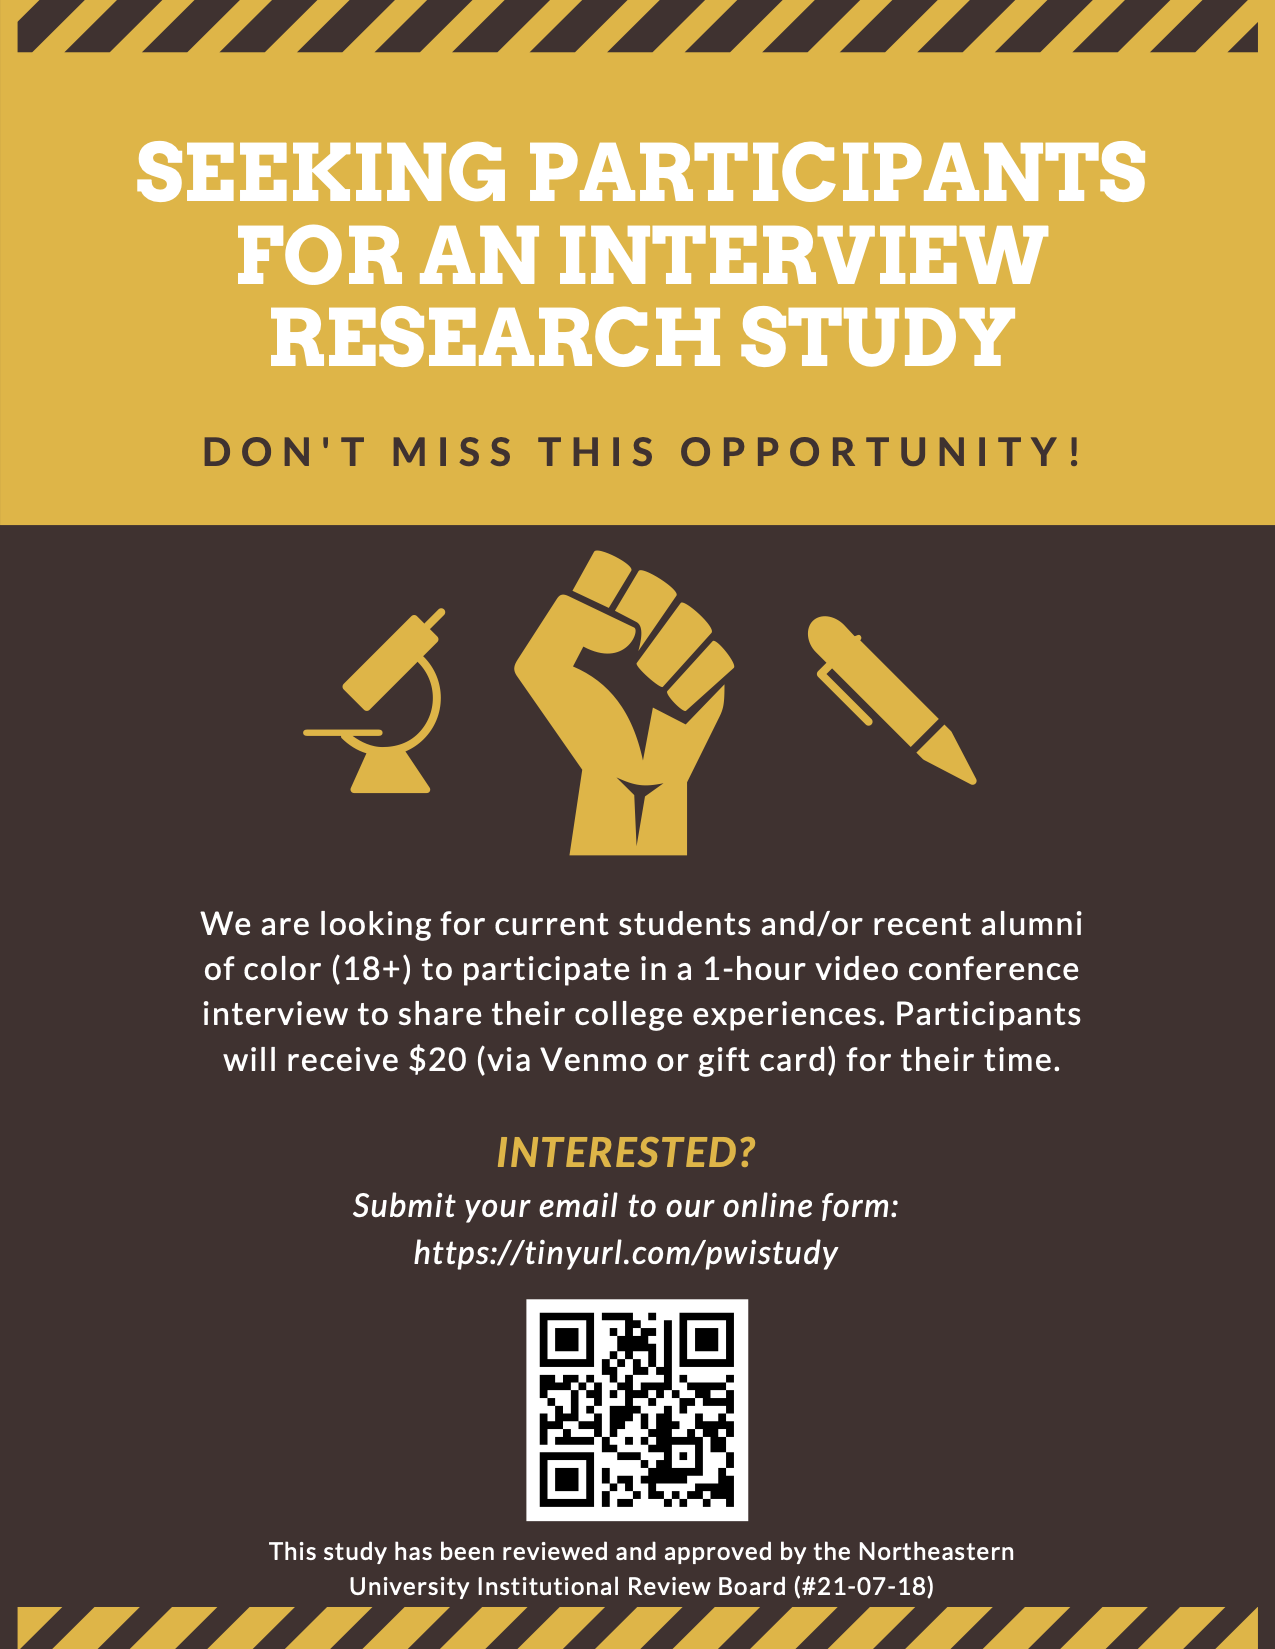 SEEKING PARTICIPANTS
FOR AN INTERVIEW
RESEARCH STUDY
DON'T MISS THIS OPPORTUNITY!
We are looking for current students and/or recent alumni
of color (18+) to participate in a 1-hour video conference
interview to share their college experiences. Participants
will receive $20 (via Venmo or gift card) for their time.
INTERESTED?
Submit your email to our online form:
https://tinyurl.com/pwistudy
This study has been reviewed and approved by the Northeastern
University Institutional Review Board (#21-07-18)